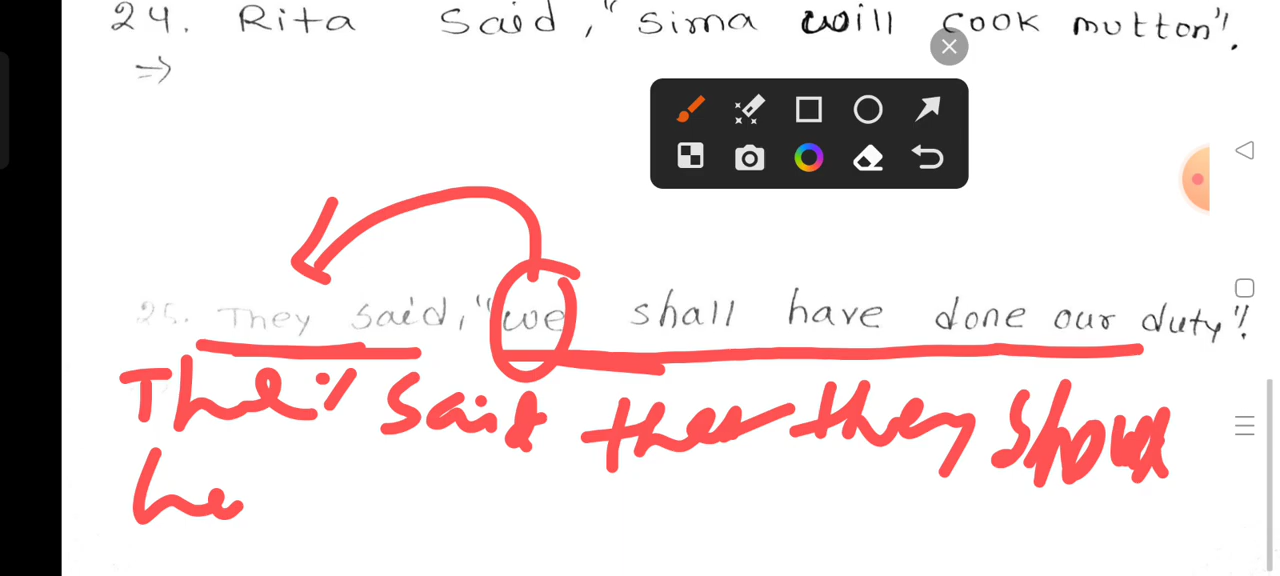 24. Rita Said, "Sima will cook mutton".
=>
25. They said, "we shall have done our duty".
They said that they should
ha